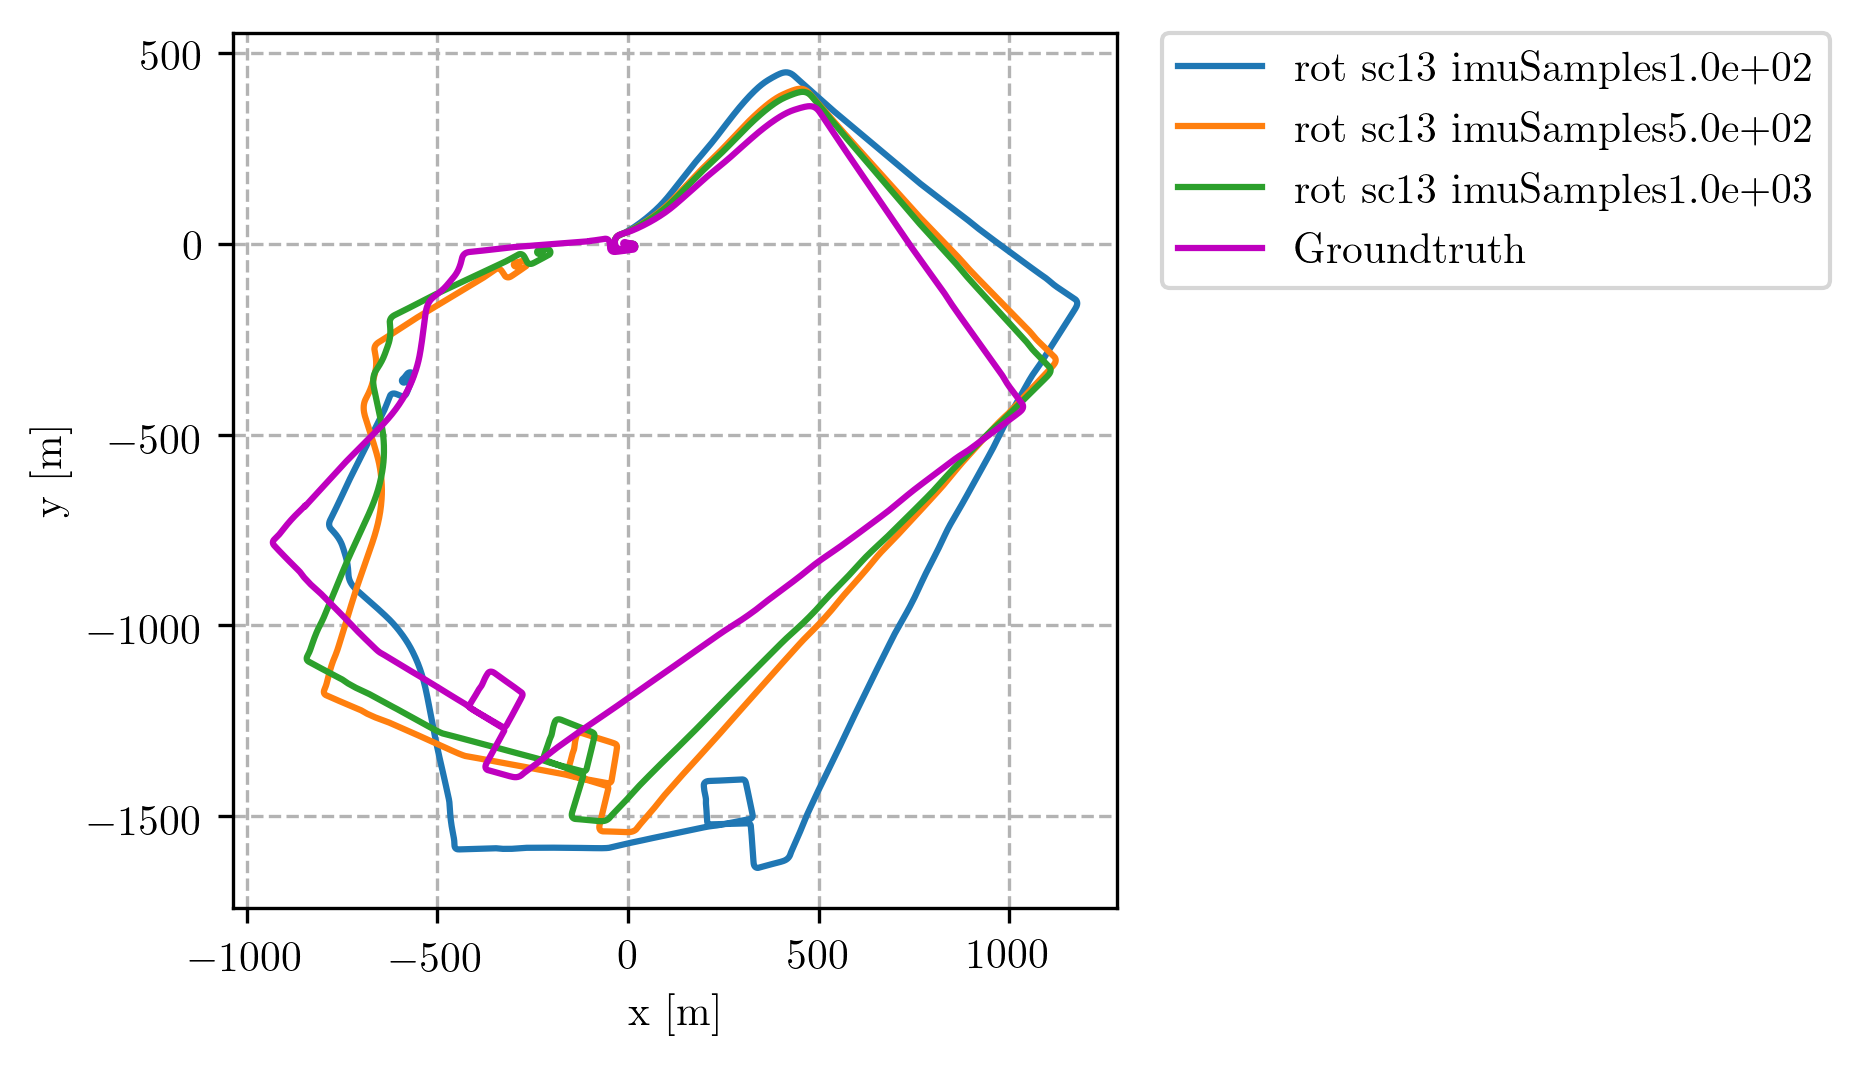 500
0
−500
−1000
−1500
y [m]
−1000
−500
0
500
1000
x [m]
rot sc13 imuSamples1.0e+02
rot sc13 imuSamples5.0e+02
rot sc13 imuSamples1.0e+03
Groundtruth